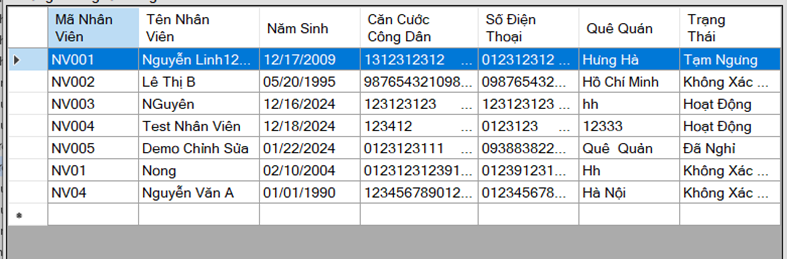 Mã Nhân Viên Tên Nhân Viên Năm Sinh Căn Cước Công Dân Số Điện Thoại Quê Quán Trạng Thái
NV001 Nguyễn Linh12... 12/17/2009 1312312312 ... 012312312 ... Hưng Hà Tạm Ngưng
NV002 Lê Thị B 05/20/1995 987654321098... 098765432... Hồ Chí Minh Không Xác ...
NV003 NGuyên 12/16/2024 123123123 ... 123123123 ... hh Hoạt Động
NV004 Test Nhân Viên 12/18/2024 123412 ... 0123123 ... 12333 Hoạt Động
NV005 Demo Chỉnh Sửa 01/22/2024 0123123111 ... 093883822... Quê Quán Đã Nghỉ
NV01 Nong 02/10/2004 012312312391... 012391231... Hh Không Xác ...
NV04 Nguyễn Văn A 01/01/1990 123456789012... 012345678... Hà Nội Không Xác ...